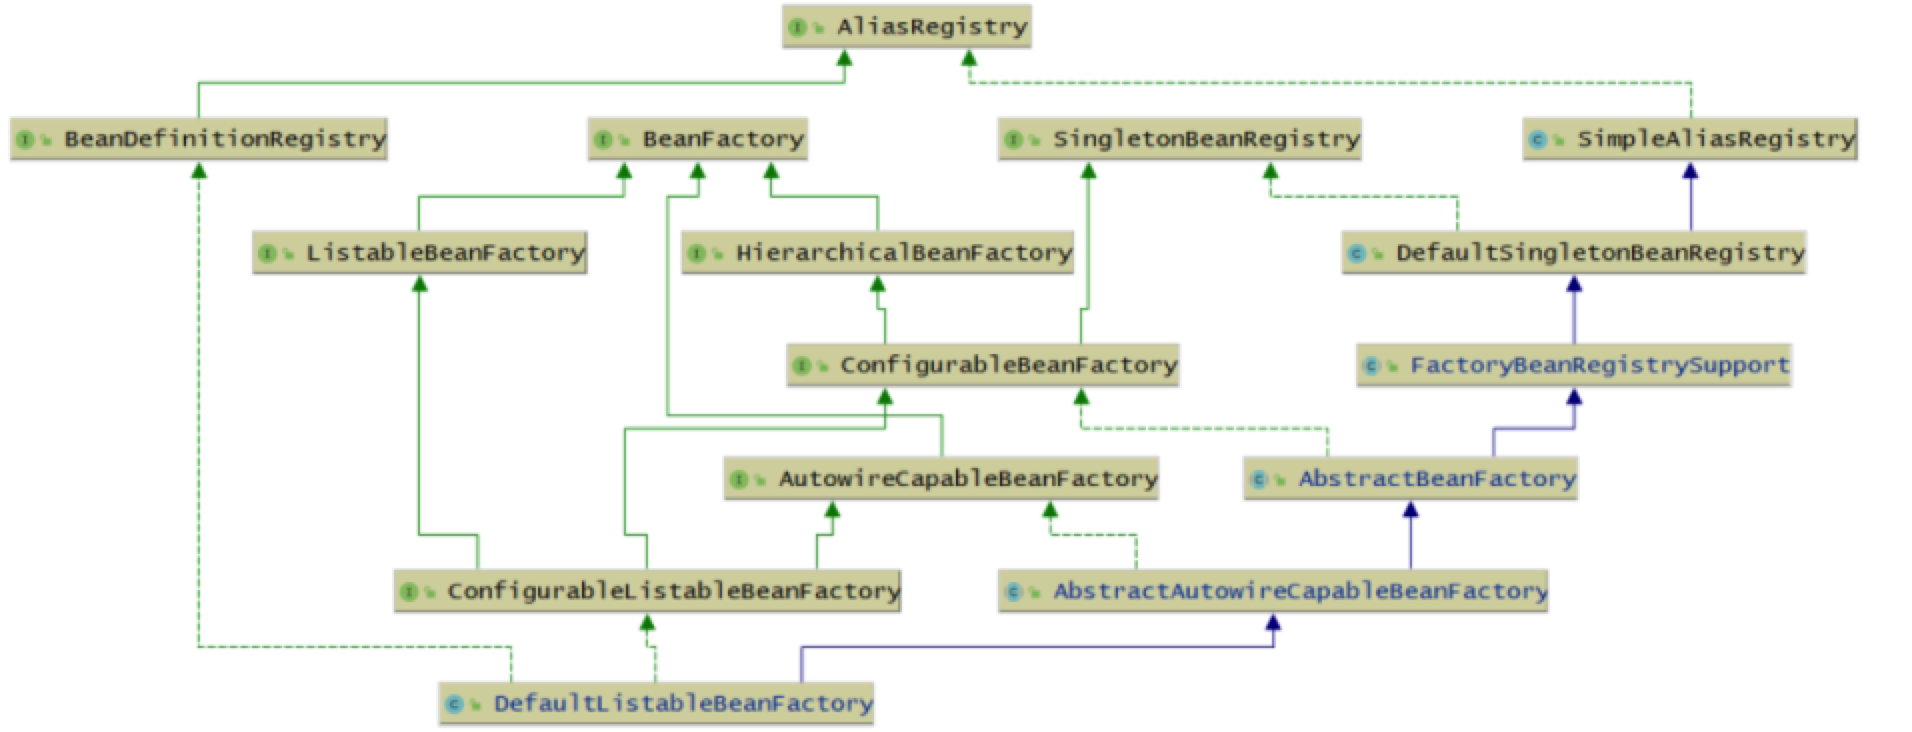 AliasRegistry
BeanDefinitionRegistry
BeanFactory
SingletonBeanRegistry
SimpleAliasRegistry
ListableBeanFactory
HierarchicalBeanFactory
DefaultSingletonBeanRegistry
ConfigurableBeanFactory
FactoryBeanRegistrySupport
AutowireCapableBeanFactory
AbstractBeanFactory
ConfigurableListableBeanFactory
AbstractAutowireCapableBeanFactory
DefaultListableBeanFactory